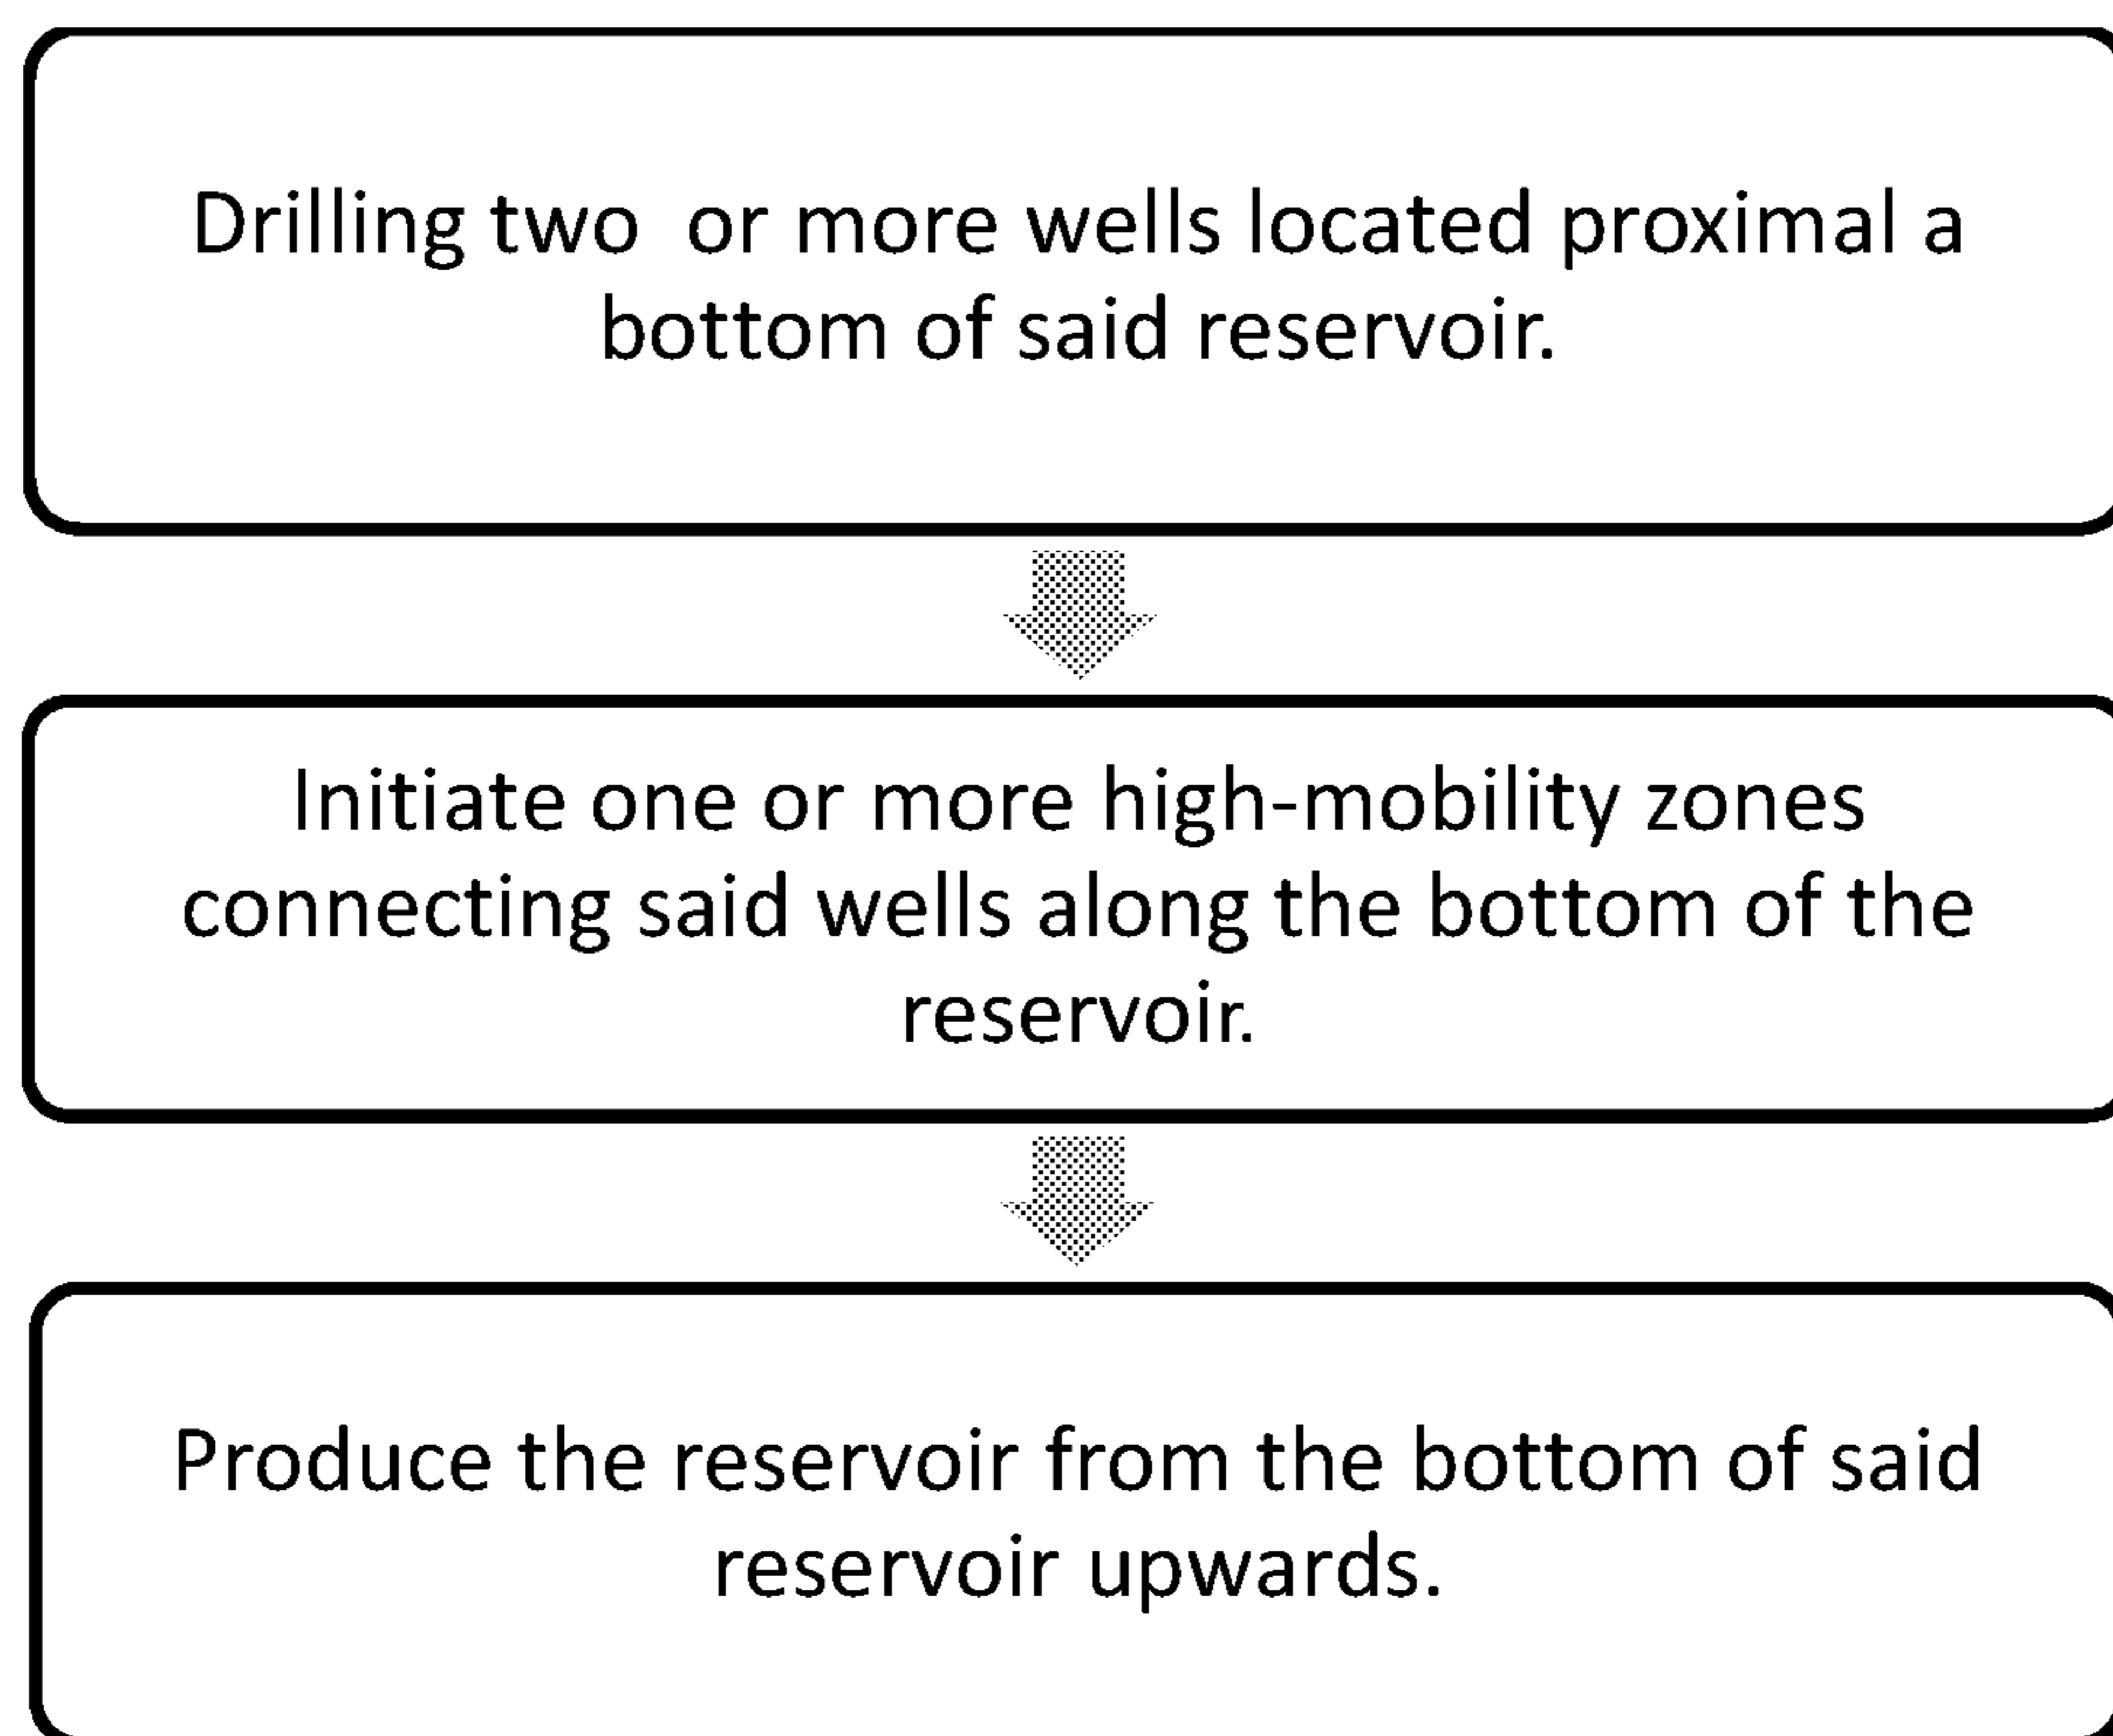 Drilling two  or more wells located proximal a
bottom of said reservoir.
Initiate one or more high-mobility zones
connecting said wells along the bottom of the
reservoir.
Produce the reservoir from the bottom of said
reservoir upwards.